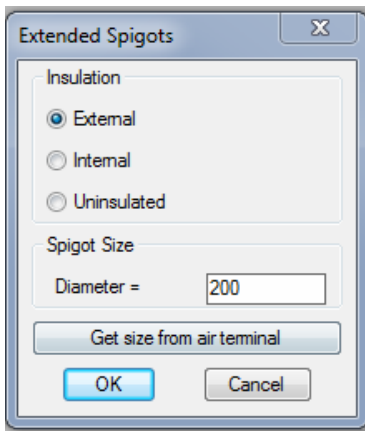 Extended Spigots
Insulation
External
Internal
Uninsulated
Spigot Size
Diameter = 200
Get size from air terminal
OK Cancel